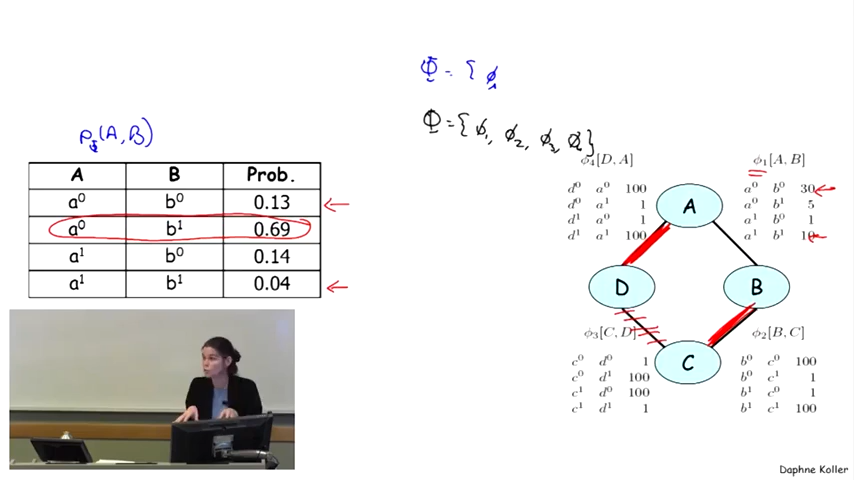 Φ = { ϕ₁
Φ = { ϕ₁, ϕ₂, ϕ₃, ϕ₄ }
P_Φ(A, B)
A B Prob.
a⁰ b⁰ 0.13
a⁰ b¹ 0.69
a¹ b⁰ 0.14
a¹ b¹ 0.04
ϕ₄[D, A]
d⁰ a⁰ 100
d⁰ a¹ 1
d¹ a⁰ 1
d¹ a¹ 100
ϕ₁[A, B]
a⁰ b⁰ 30
a⁰ b¹ 5
a¹ b⁰ 1
a¹ b¹ 10
A
D
B
C
ϕ₃[C, D]
c⁰ d⁰ 1
c⁰ d¹ 100
c¹ d⁰ 100
c¹ d¹ 1
ϕ₂[B, C]
b⁰ c⁰ 100
b⁰ c¹ 1
b¹ c⁰ 1
b¹ c¹ 100
Daphne Koller